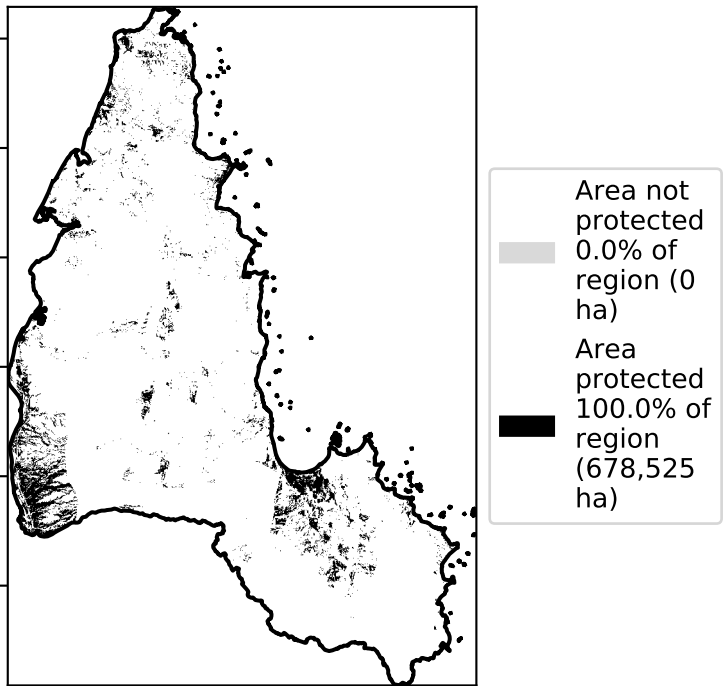 Area not
protected
0.0% of
region (0
ha)
Area
protected
100.0% of
region
(678,525
ha)